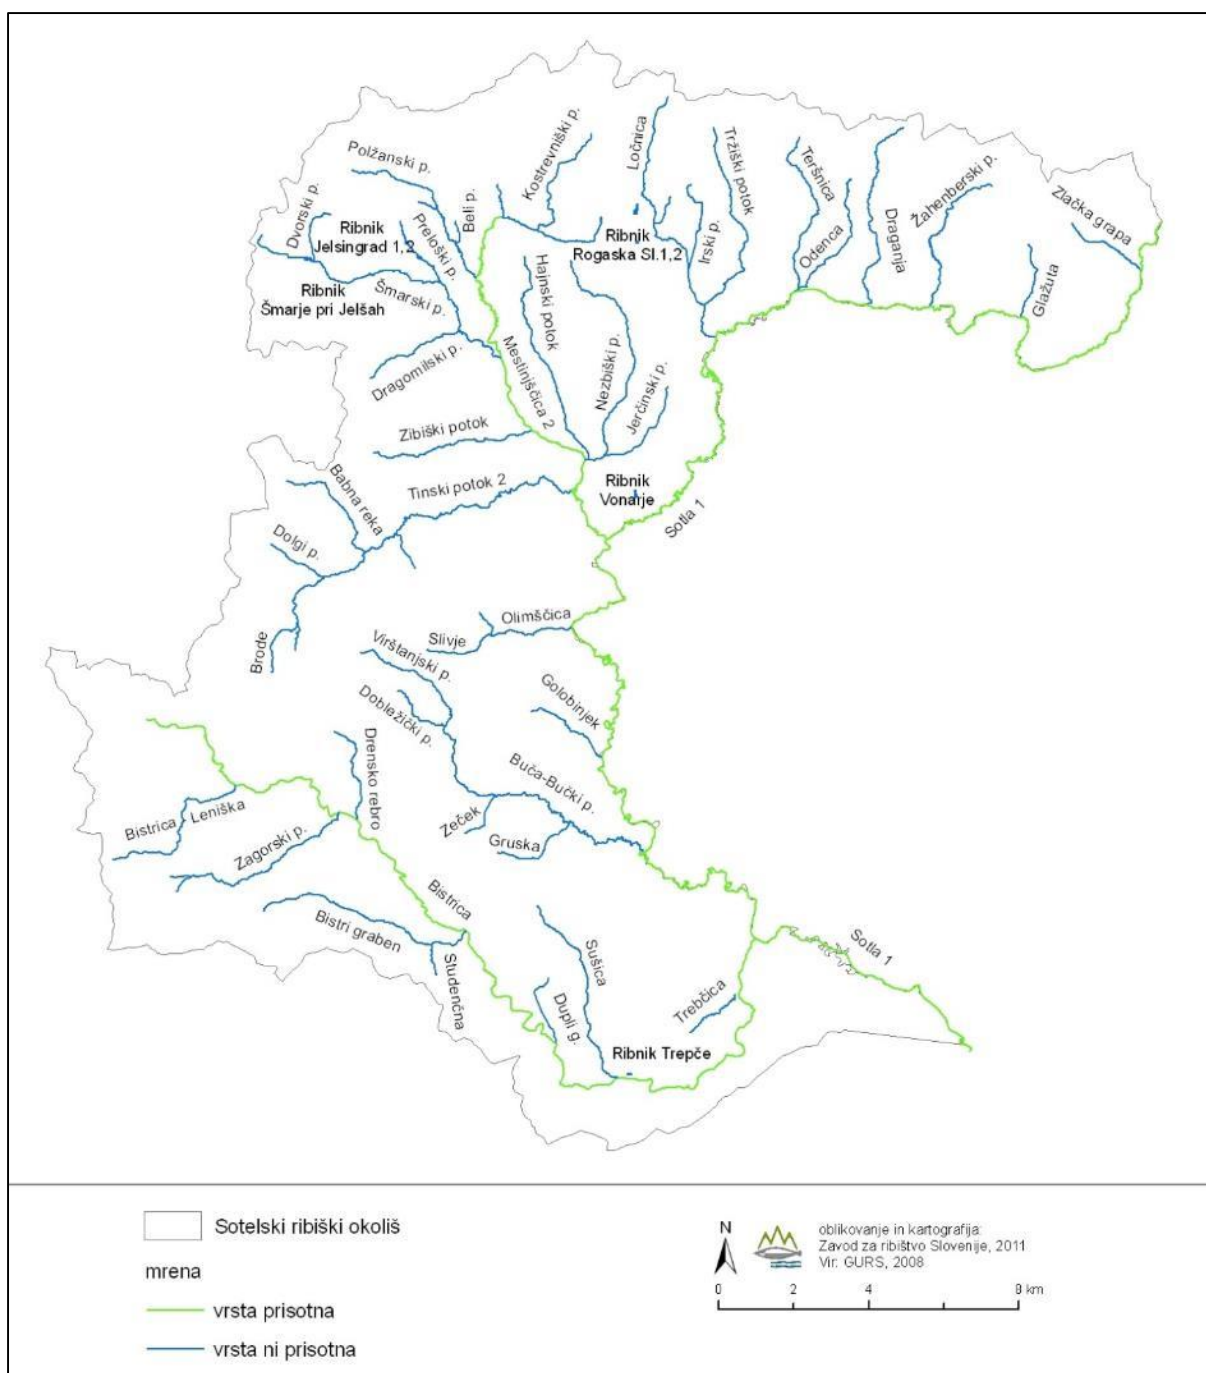 Kostrevniški p.
Ločnica
Tržiški potok
Teršnica
Polžanski p.
Žahenberski p.
Zlačka grapa
Dvorski p.
Beli p.
Draganja
Odenca
Ribnik
Jelsingrad 1,2
Preloški p.
Ribnik
Rogaska Sl.1,2
Irski p.
Glažuta
Hajnski potok
Ribnik
Šmarje pri Jelšah
Šmarski p.
Dragomilski p.
Mestinjščica 2
Nezbiški p.
Jerčinski p.
Zibiški potok
Babna reka
Tinski potok 2
Ribnik
Vonarje
Sotla 1
Dolgi p.
Brode
Olimščica
Slivje
Virštanjski p.
Dobležički p.
Golobinjek
Drensko rebro
Buča-Bučki p.
Bistrica - Leniška
Zeček
Gruska
Zagorski p.
Bistrica
Bistri graben
Studenčna
Sušica
Sotla 1
Trebčica
Dupli g.
Ribnik Trepče
Sotelski ribiški okoliš
mrena
vrsta prisotna
vrsta ni prisotna
N
oblikovanje in kartografija:
Zavod za ribištvo Slovenije, 2011
Vir: GURS, 2008
0 2 4 8 km